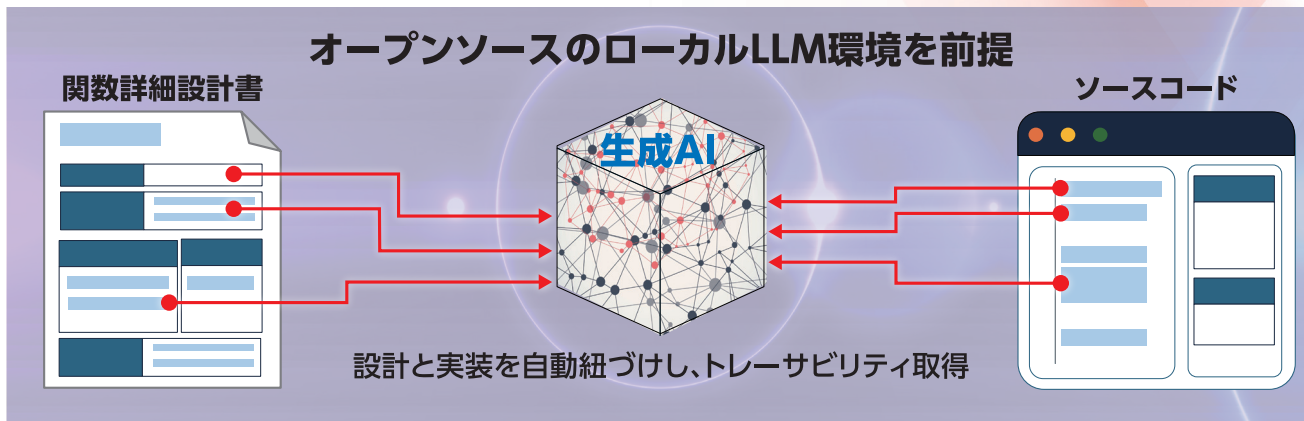 オープンソースのローカルLLM環境を前提
関数詳細設計書
ソースコード
生成AI
設計と実装を自動紐づけし、トレーサビリティ取得